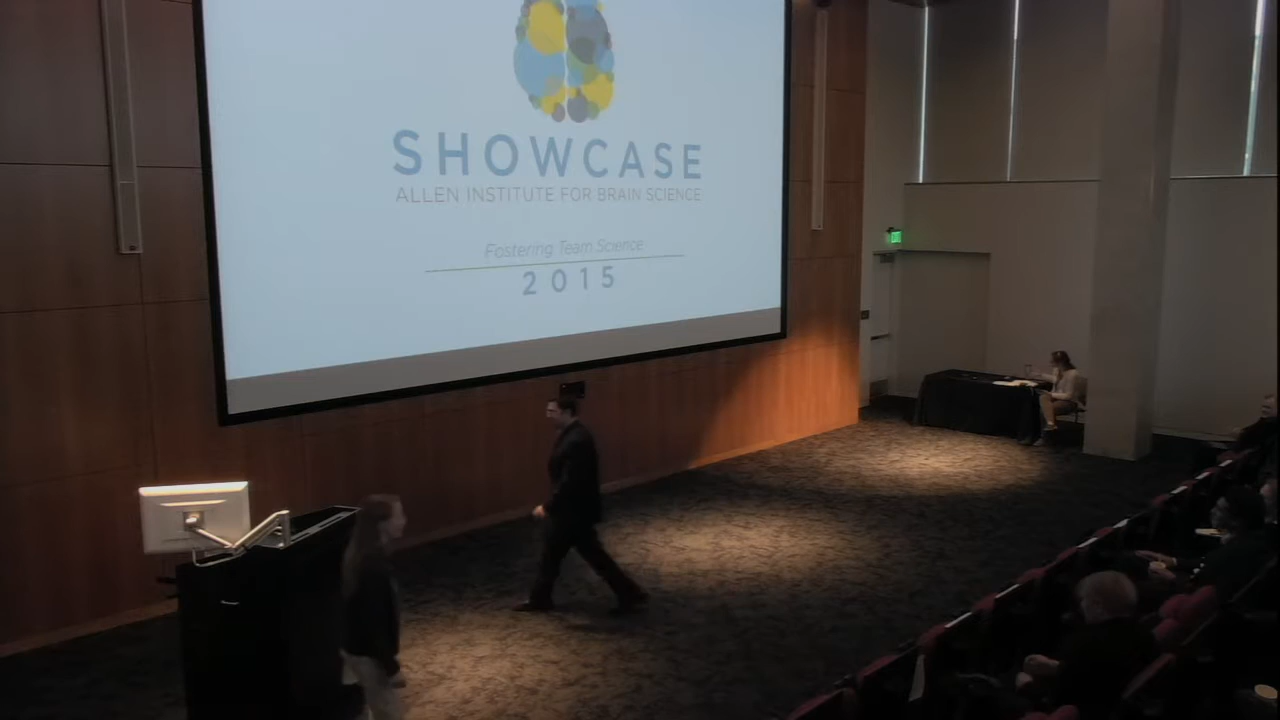 SHOWCASE
ALLEN INSTITUTE FOR BRAIN SCIENCE
Fostering Team Science
2015